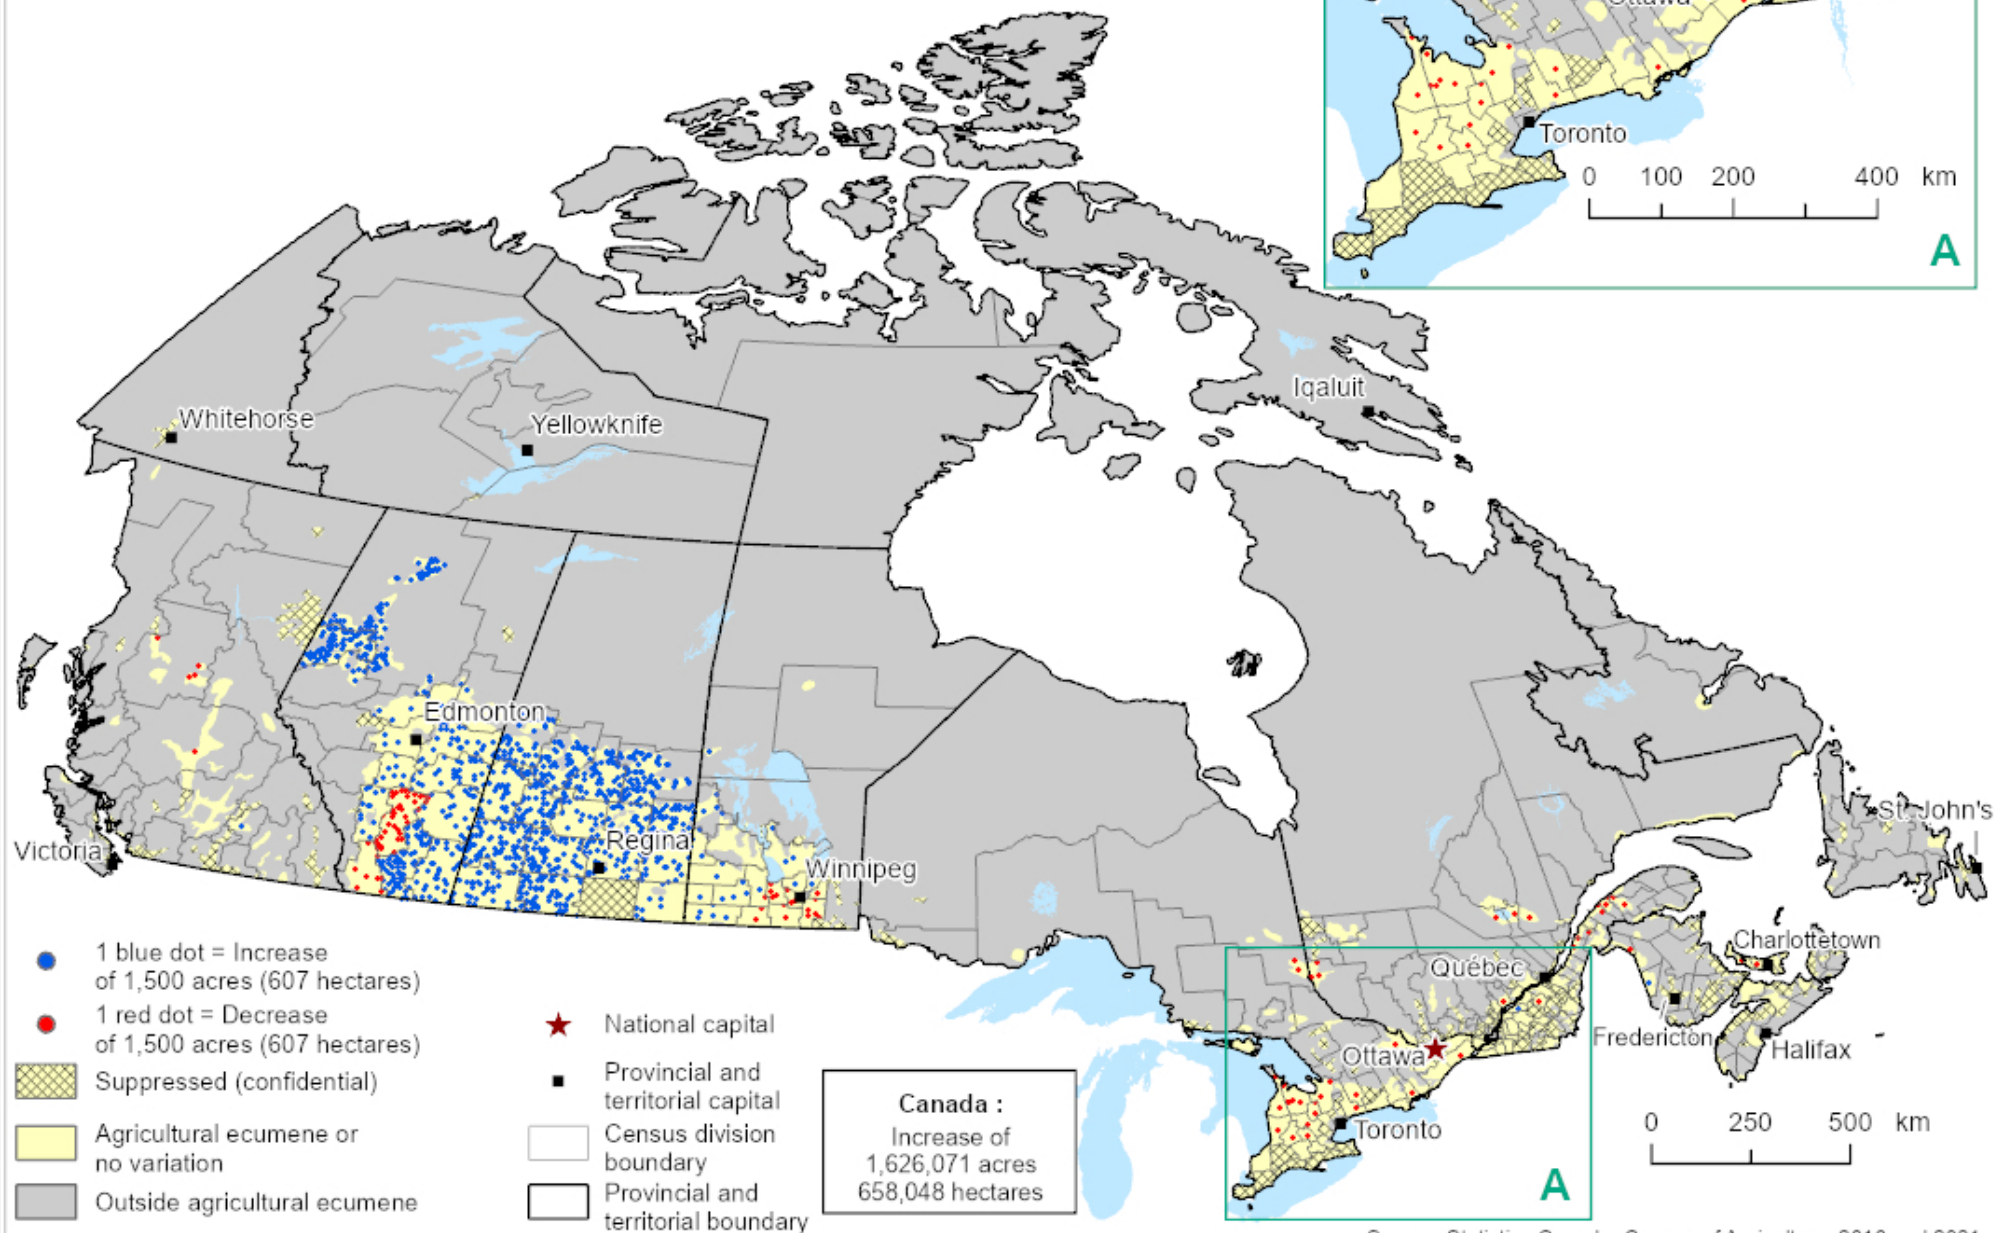 Ottawa
Toronto
0 100 200 400 km
A
Iqaluit
Whitehorse
Yellowknife
Edmonton
Regina
Winnipeg
Victoria
St. John's
Charlottetown
Québec
Fredericton
Halifax
Ottawa
Toronto
0 250 500 km
A
1 blue dot = Increase
of 1,500 acres (607 hectares)
1 red dot = Decrease
of 1,500 acres (607 hectares)
Suppressed (confidential)
Agricultural ecumene or
no variation
Outside agricultural ecumene
National capital
Provincial and
territorial capital
Census division
boundary
Provincial and
territorial boundary
Canada :
Increase of
1,626,071 acres
658,048 hectares